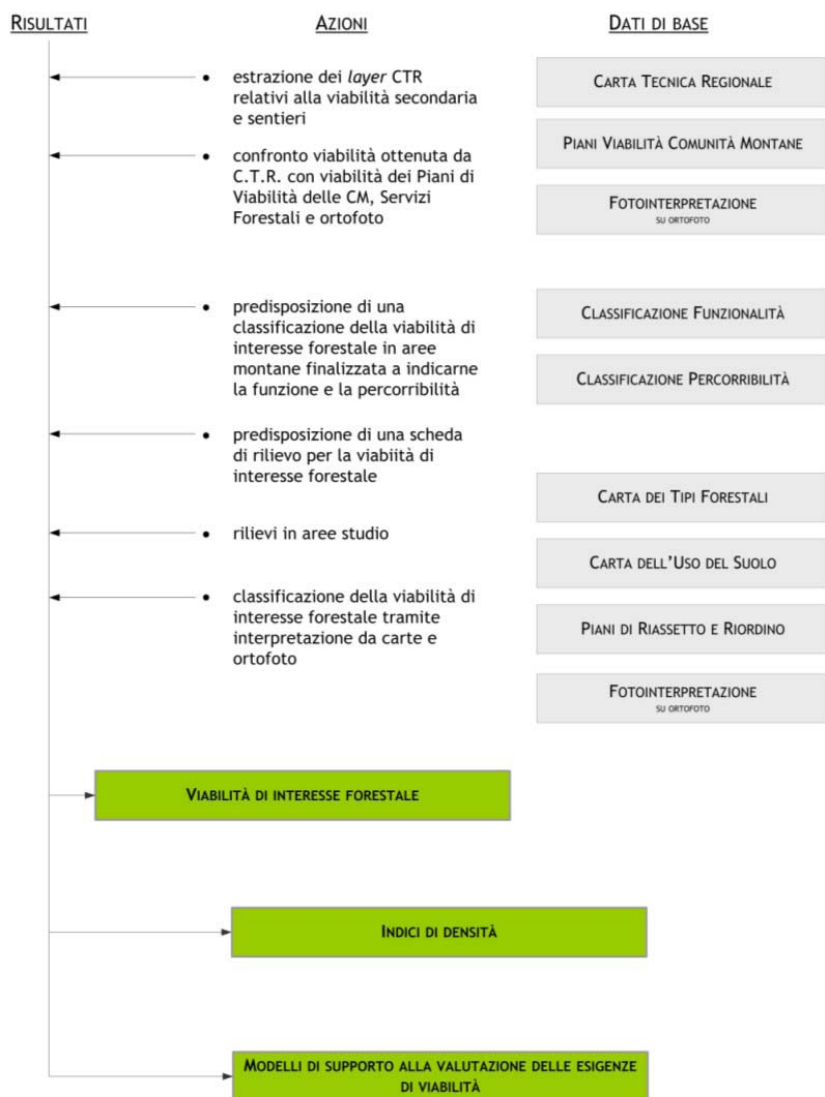 RISULTATI
AZIONI
DATI DI BASE
• estrazione dei layer CTR
relativi alla viabilità secondaria
e sentieri
CARTA TECNICA REGIONALE
• confronto viabilità ottenuta da
C.T.R. con viabilità dei Piani di
Viabilità delle CM, Servizi
Forestali e ortofoto
PIANI VIABILITÀ COMUNITÀ MONTANE
FOTOINTERPRETAZIONE
SU ORTOFOTO
• predisposizione di una
classificazione della viabilità di
interesse forestale in aree
montane finalizzata a indicarne
la funzione e la percorribilità
CLASSIFICAZIONE FUNZIONALITÀ
CLASSIFICAZIONE PERCORRIBILITÀ
• predisposizione di una scheda
di rilievo per la viabiità di
interesse forestale
CARTA DEI TIPI FORESTALI
• rilievi in aree studio
CARTA DELL'USO DEL SUOLO
• classificazione della viabilità di
interesse forestale tramite
interpretazione da carte e
ortofoto
PIANI DI RIASSETTO E RIORDINO
FOTOINTERPRETAZIONE
SU ORTOFOTO
VIABILITÀ DI INTERESSE FORESTALE
INDICI DI DENSITÀ
MODELLI DI SUPPORTO ALLA VALUTAZIONE DELLE ESIGENZE
DI VIABILITÀ